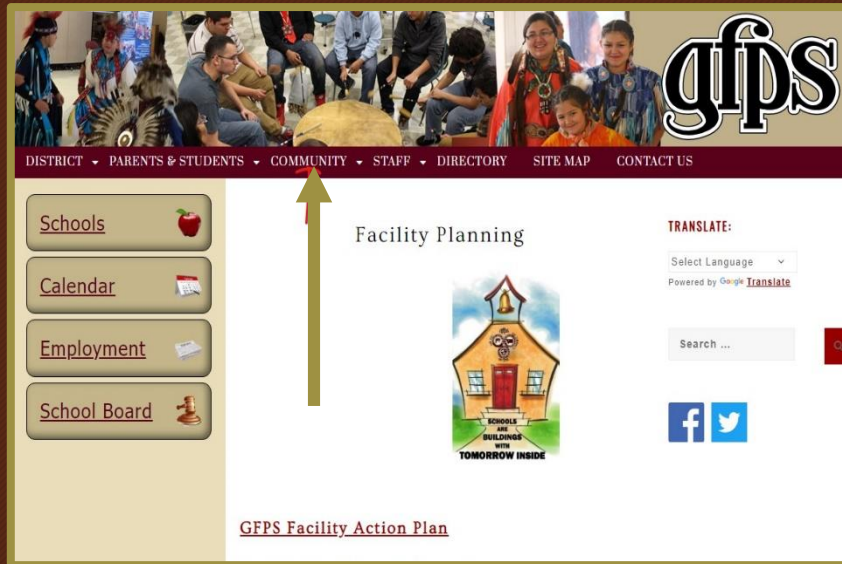 gfps
DISTRICT PARENTS & STUDENTS COMMUNITY STAFF DIRECTORY SITE MAP CONTACT US
Schools
Calendar
Employment
School Board
Facility Planning
SCHOOLS
ARE
BUILDINGS
WITH
TOMORROW INSIDE
GFPS Facility Action Plan
TRANSLATE:
Select Language
Powered by Google Translate
Search ...